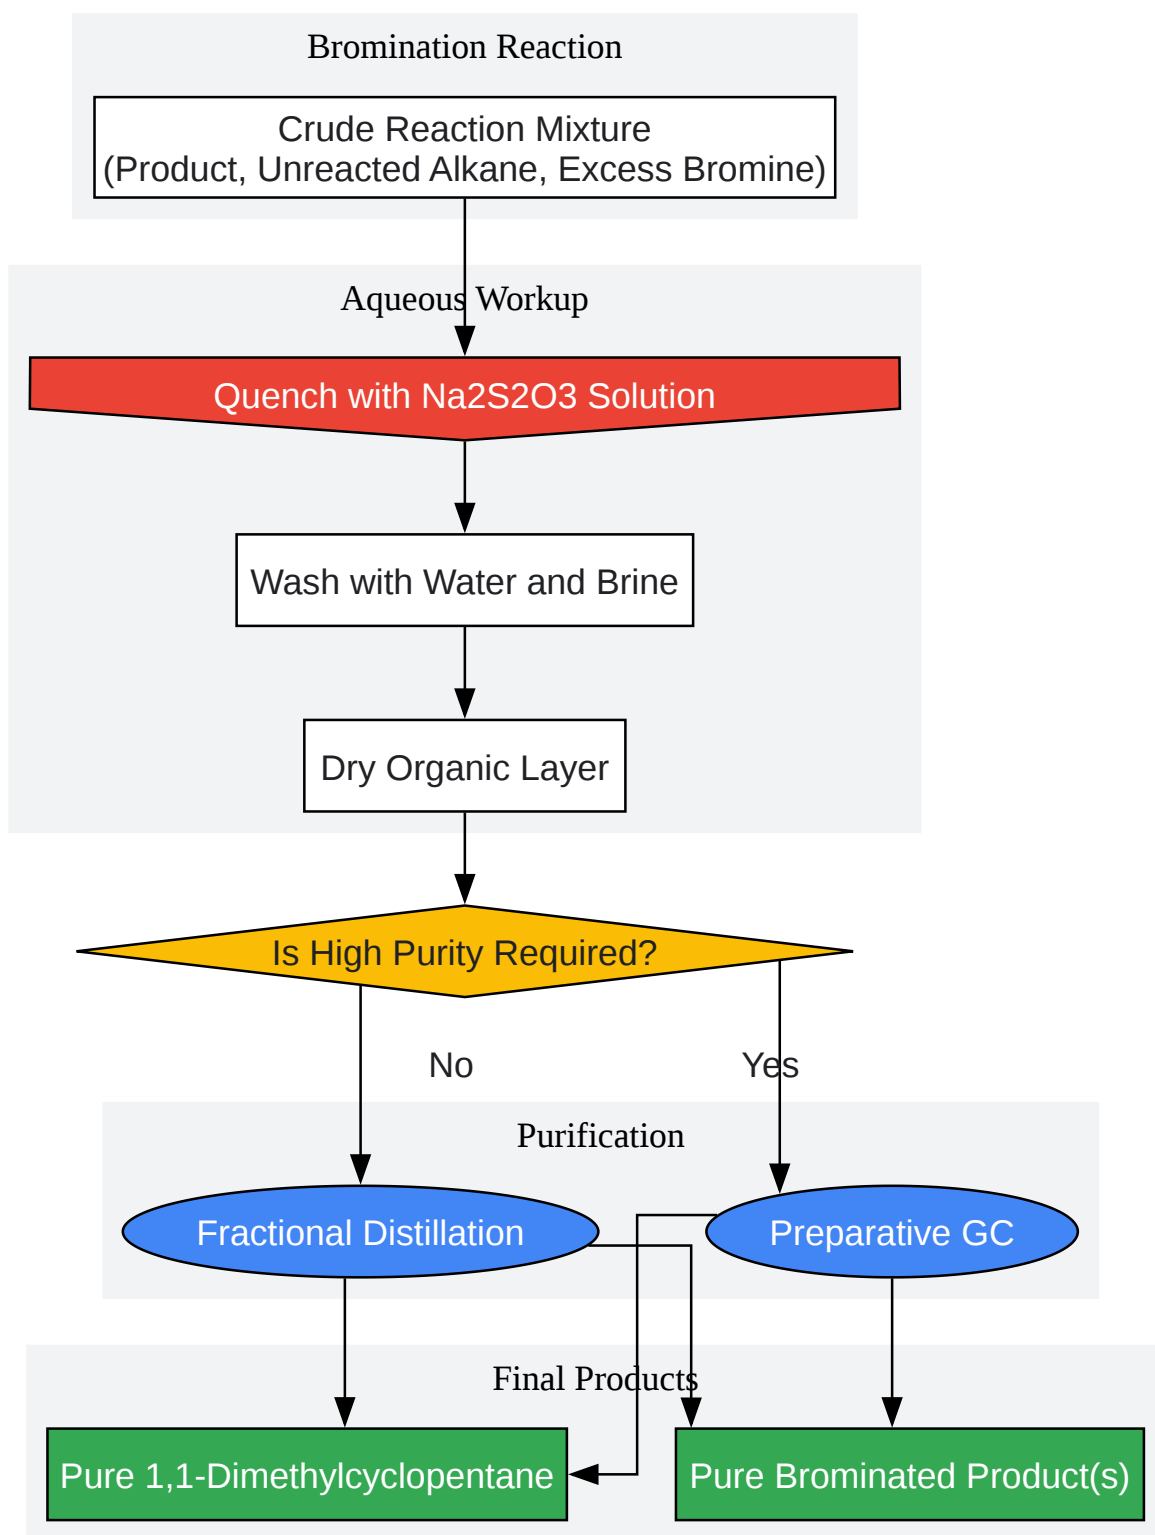 Bromination Reaction
Crude Reaction Mixture
(Product, Unreacted Alkane, Excess Bromine)
Aqueous Workup
Quench with Na2S2O3 Solution
Wash with Water and Brine
Dry Organic Layer
Is High Purity Required?
No
Yes
Purification
Fractional Distillation
Preparative GC
Final Products
Pure 1,1-Dimethylcyclopentane
Pure Brominated Product(s)